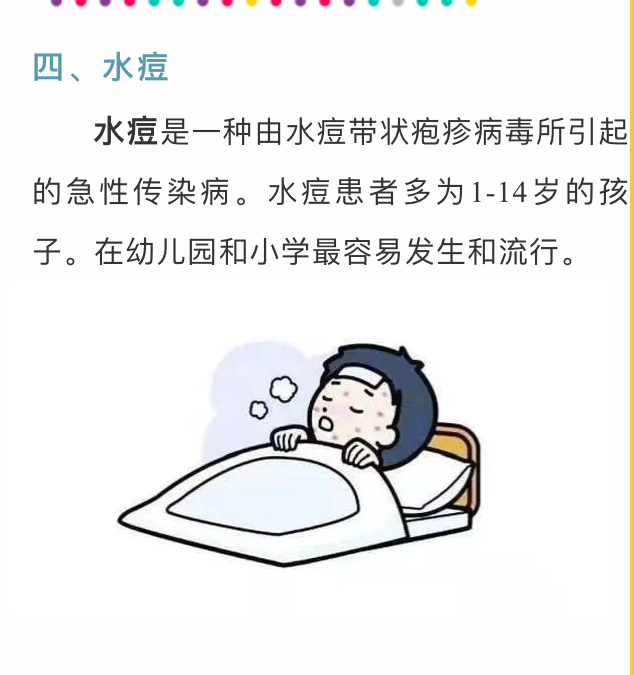 四、水痘
水痘是一种由水痘带状疱疹病毒所引起
的急性传染病。水痘患者多为1-14岁的孩
子。在幼儿园和小学最容易发生和流行。